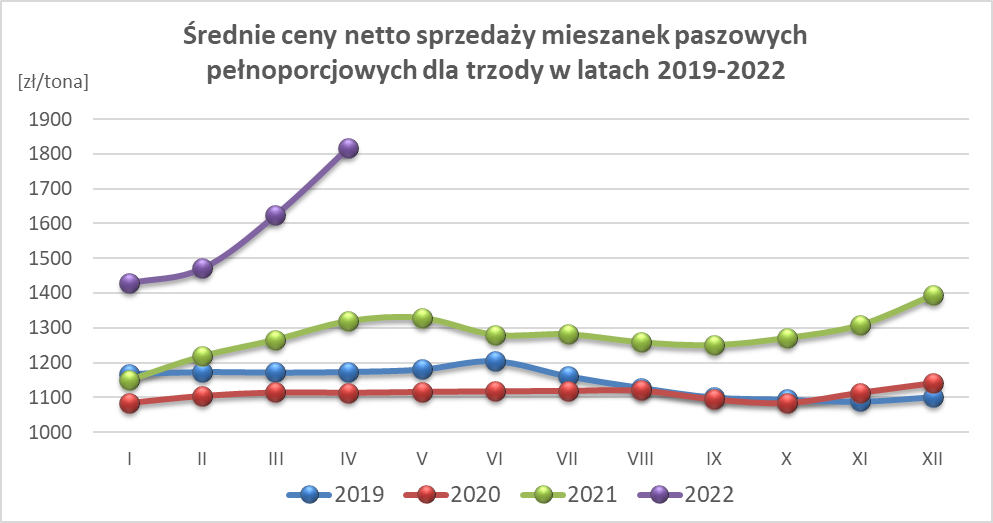 Średnie ceny netto sprzedaży mieszanek paszowych
pełnoporcjowych dla trzody w latach 2019-2022
[zł/tona]
1900
1800
1700
1600
1500
1400
1300
1200
1100
1000
I II III IV V VI VII VIII IX X XI XII
2019 2020 2021 2022